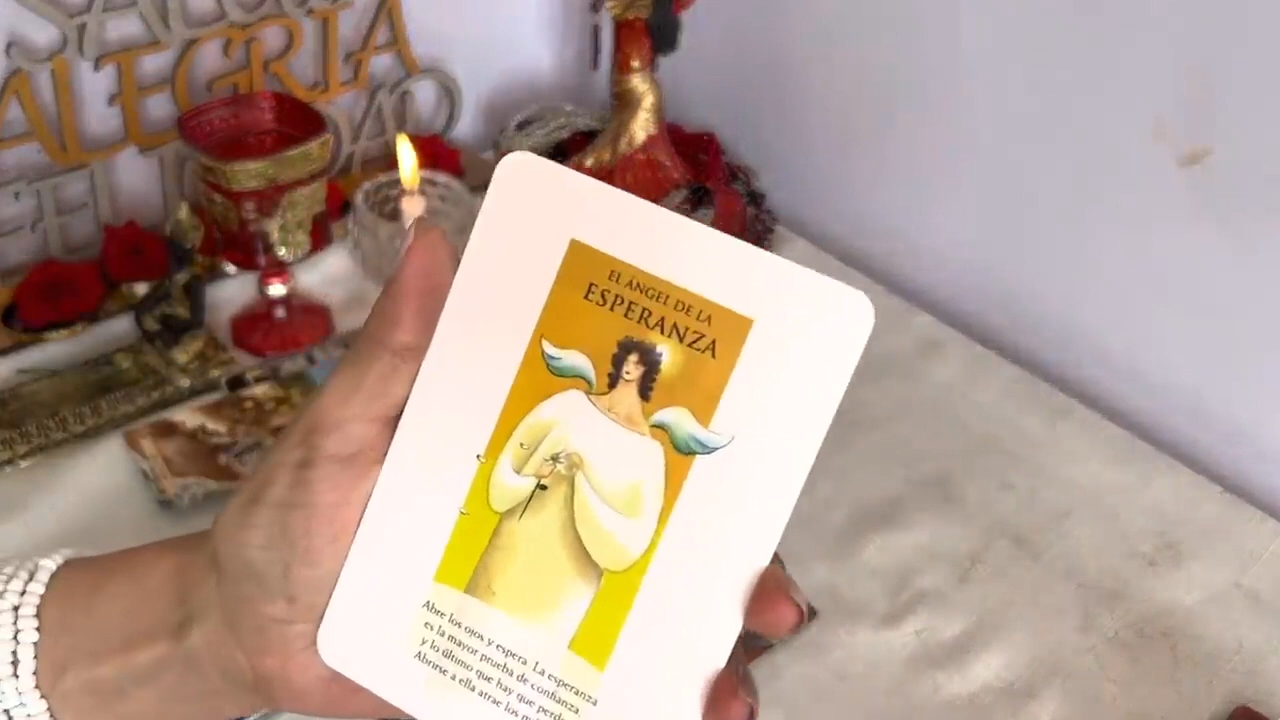 ALEGRIA
EL ÁNGEL DE LA
ESPERANZA
Abre los ojos y espera. La esperanza
es la mayor prueba de confianza,
y lo último que hay que
Abrirse a ella atrae los